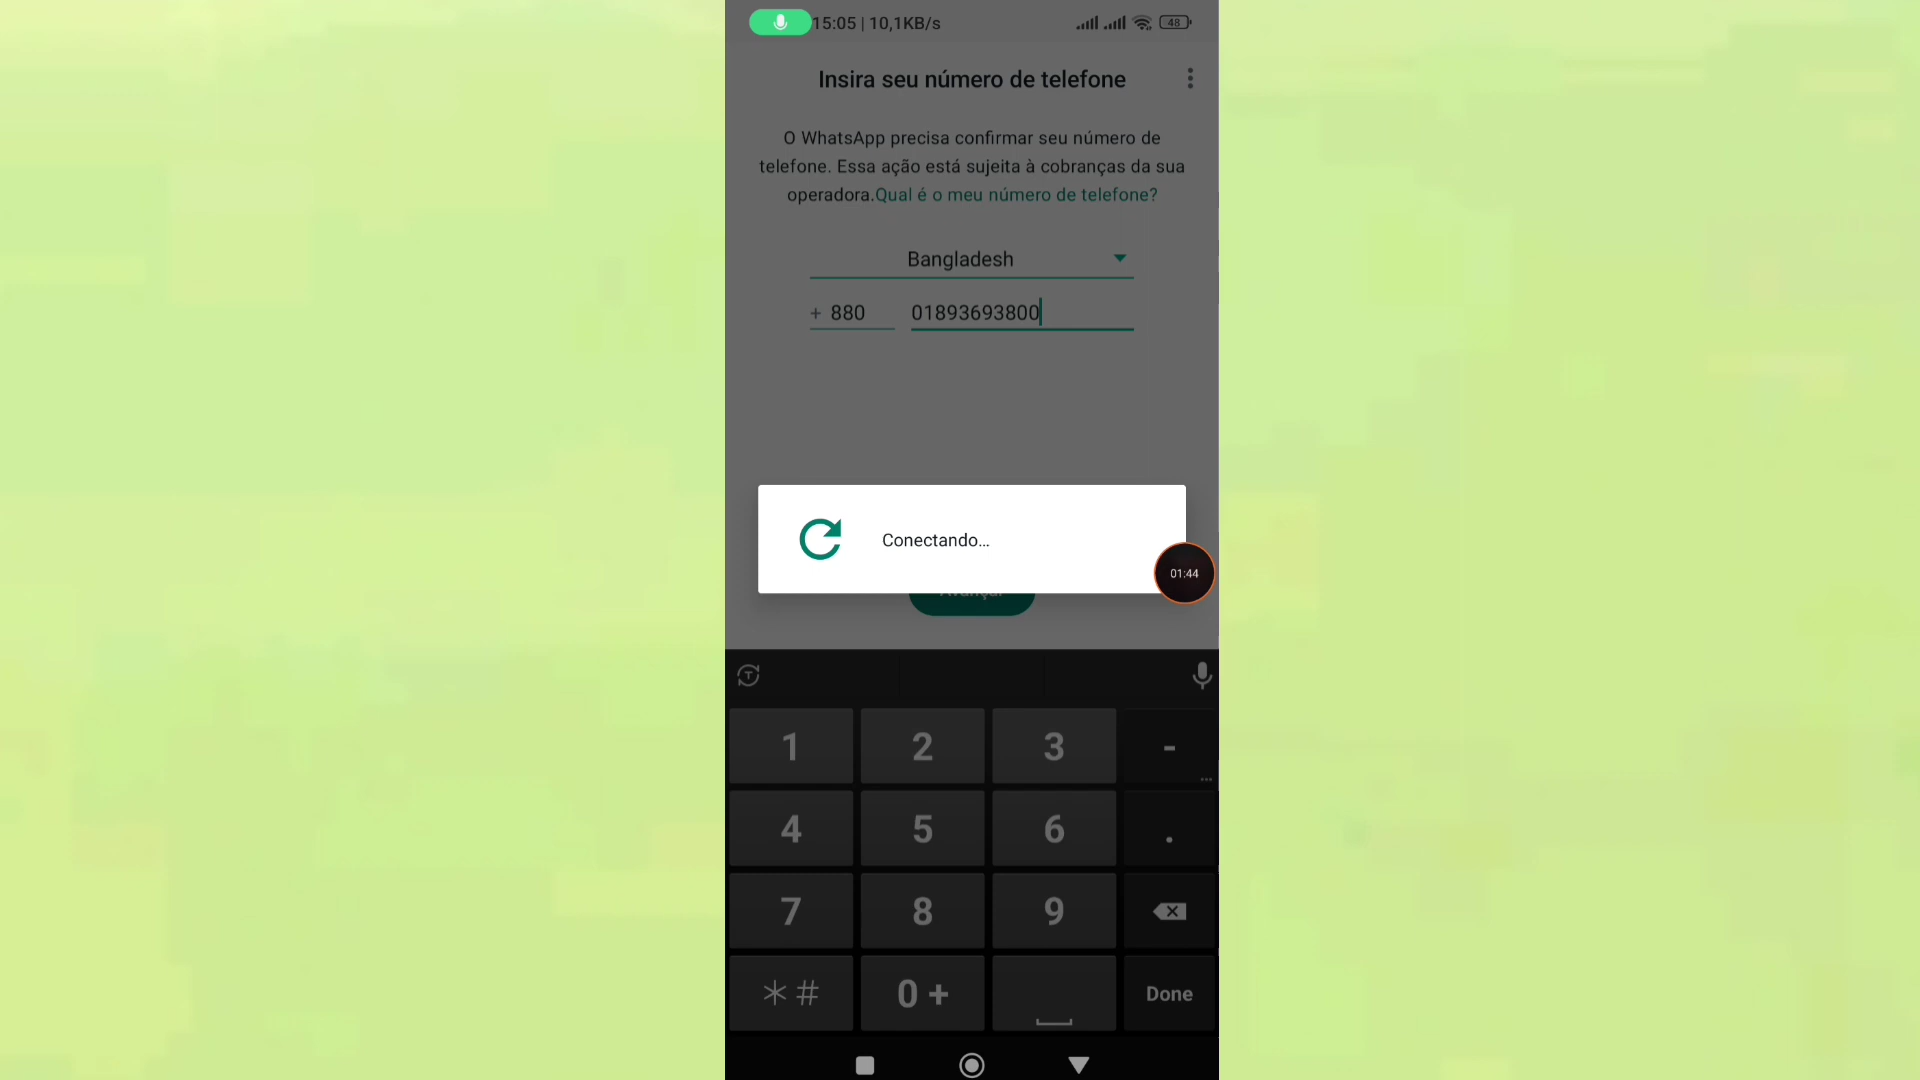 15:05 | 10,1KB/s
48
Insira seu número de telefone
O WhatsApp precisa confirmar seu número de
telefone. Essa ação está sujeita à cobranças da sua
operadora.Qual é o meu número de telefone?
Bangladesh
+ 880 01893693800
Conectando...
01:44
Avançar
T
1 2 3 -
...
4 5 6 .
7 8 9
*# 0 +
Done